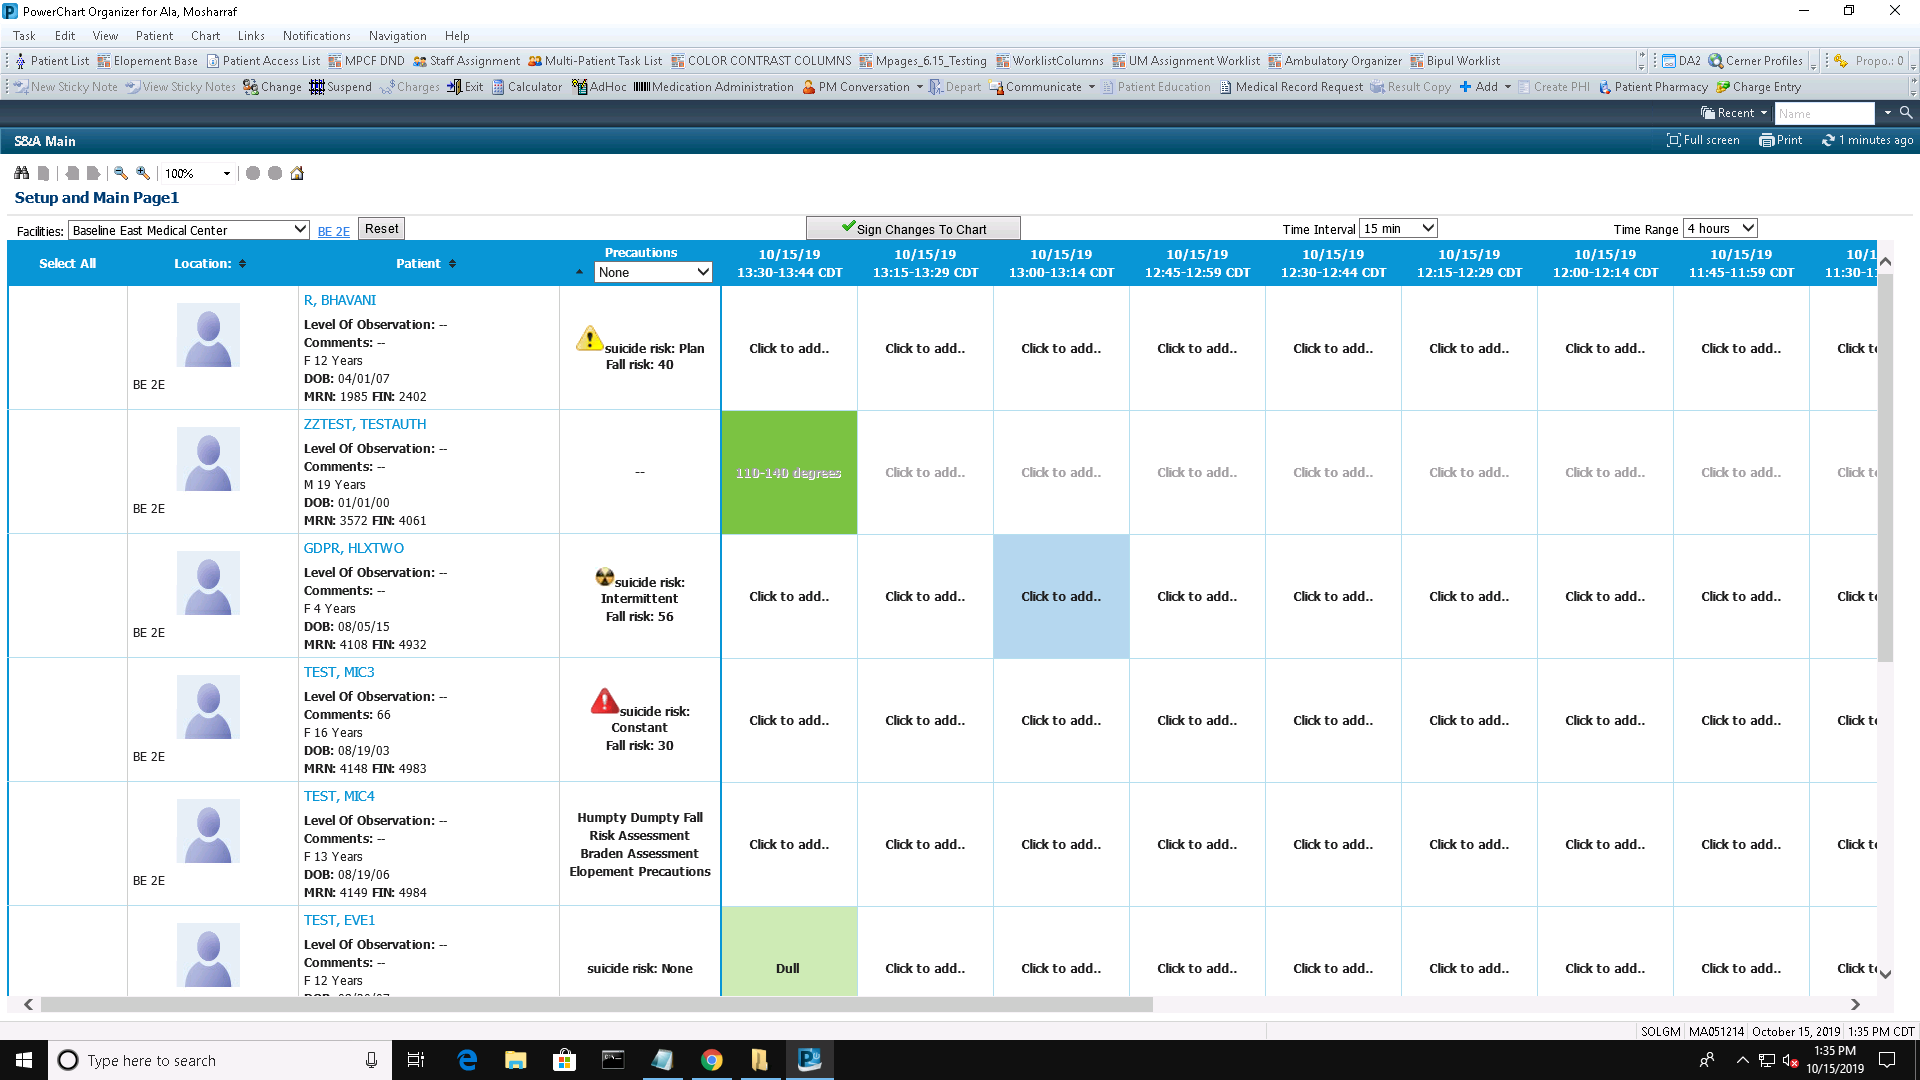 PowerChart Organizer for Ala, Mosharraf
Task Edit View Patient Chart Links Notifications Navigation Help
Patient List Elopement Base Patient Access List MPCF DND Staff Assignment Multi-Patient Task List COLOR CONTRAST COLUMNS Mpages_6.15_Testing WorklistColumns UM Assignment Worklist Ambulatory Organizer Bipul Worklist DA2 Cerner Profiles Propo.: 0
New Sticky Note View Sticky Notes Change Suspend Charges Exit Calculator AdHoc Medication Administration PM Conversation Depart Communicate Patient Education Medical Record Request Result Copy Add Create PHI Patient Pharmacy Charge Entry
Recent Name
S&A Main Full screen Print 1 minutes ago
100%
Setup and Main Page1
Facilities: Baseline East Medical Center BE 2E Reset Sign Changes To Chart Time Interval 15 min Time Range 4 hours
Select All Location: Patient Precautions None
10/15/19 10/15/19 10/15/19 10/15/19 10/15/19 10/15/19 10/15/19 10/15/19 10/1
13:30-13:44 CDT 13:15-13:29 CDT 13:00-13:14 CDT 12:45-12:59 CDT 12:30-12:44 CDT 12:15-12:29 CDT 12:00-12:14 CDT 11:45-11:59 CDT 11:30-1
R, BHAVANI
Level Of Observation: --
Comments: --
F 12 Years
DOB: 04/01/07
MRN: 1985 FIN: 2402
BE 2E
suicide risk: Plan
Fall risk: 40
Click to add.. Click to add.. Click to add.. Click to add.. Click to add.. Click to add.. Click to add.. Click to add.. Click t
ZZTEST, TESTAUTH
Level Of Observation: --
Comments: --
M 19 Years
DOB: 01/01/00
MRN: 3572 FIN: 4061
BE 2E
--
110-140 degrees Click to add.. Click to add.. Click to add.. Click to add.. Click to add.. Click to add.. Click to add.. Click t
GDPR, HLXTWO
Level Of Observation: --
Comments: --
F 4 Years
DOB: 08/05/15
MRN: 4108 FIN: 4932
BE 2E
suicide risk:
Intermittent
Fall risk: 56
Click to add.. Click to add.. Click to add.. Click to add.. Click to add.. Click to add.. Click to add.. Click to add.. Click t
TEST, MIC3
Level Of Observation: --
Comments: 66
F 16 Years
DOB: 08/19/03
MRN: 4148 FIN: 4983
BE 2E
suicide risk:
Constant
Fall risk: 30
Click to add.. Click to add.. Click to add.. Click to add.. Click to add.. Click to add.. Click to add.. Click to add.. Click t
TEST, MIC4
Level Of Observation: --
Comments: --
F 13 Years
DOB: 08/19/06
MRN: 4149 FIN: 4984
BE 2E
Humpty Dumpty Fall
Risk Assessment
Braden Assessment
Elopement Precautions
Click to add.. Click to add.. Click to add.. Click to add.. Click to add.. Click to add.. Click to add.. Click to add.. Click t
TEST, EVE1
Level Of Observation: --
Comments: --
F 12 Years
suicide risk: None
Dull Click to add.. Click to add.. Click to add.. Click to add.. Click to add.. Click to add.. Click to add.. Click t
SOLGM MA051214 October 15, 2019 1:35 PM CDT
Type here to search
1:35 PM
10/15/2019